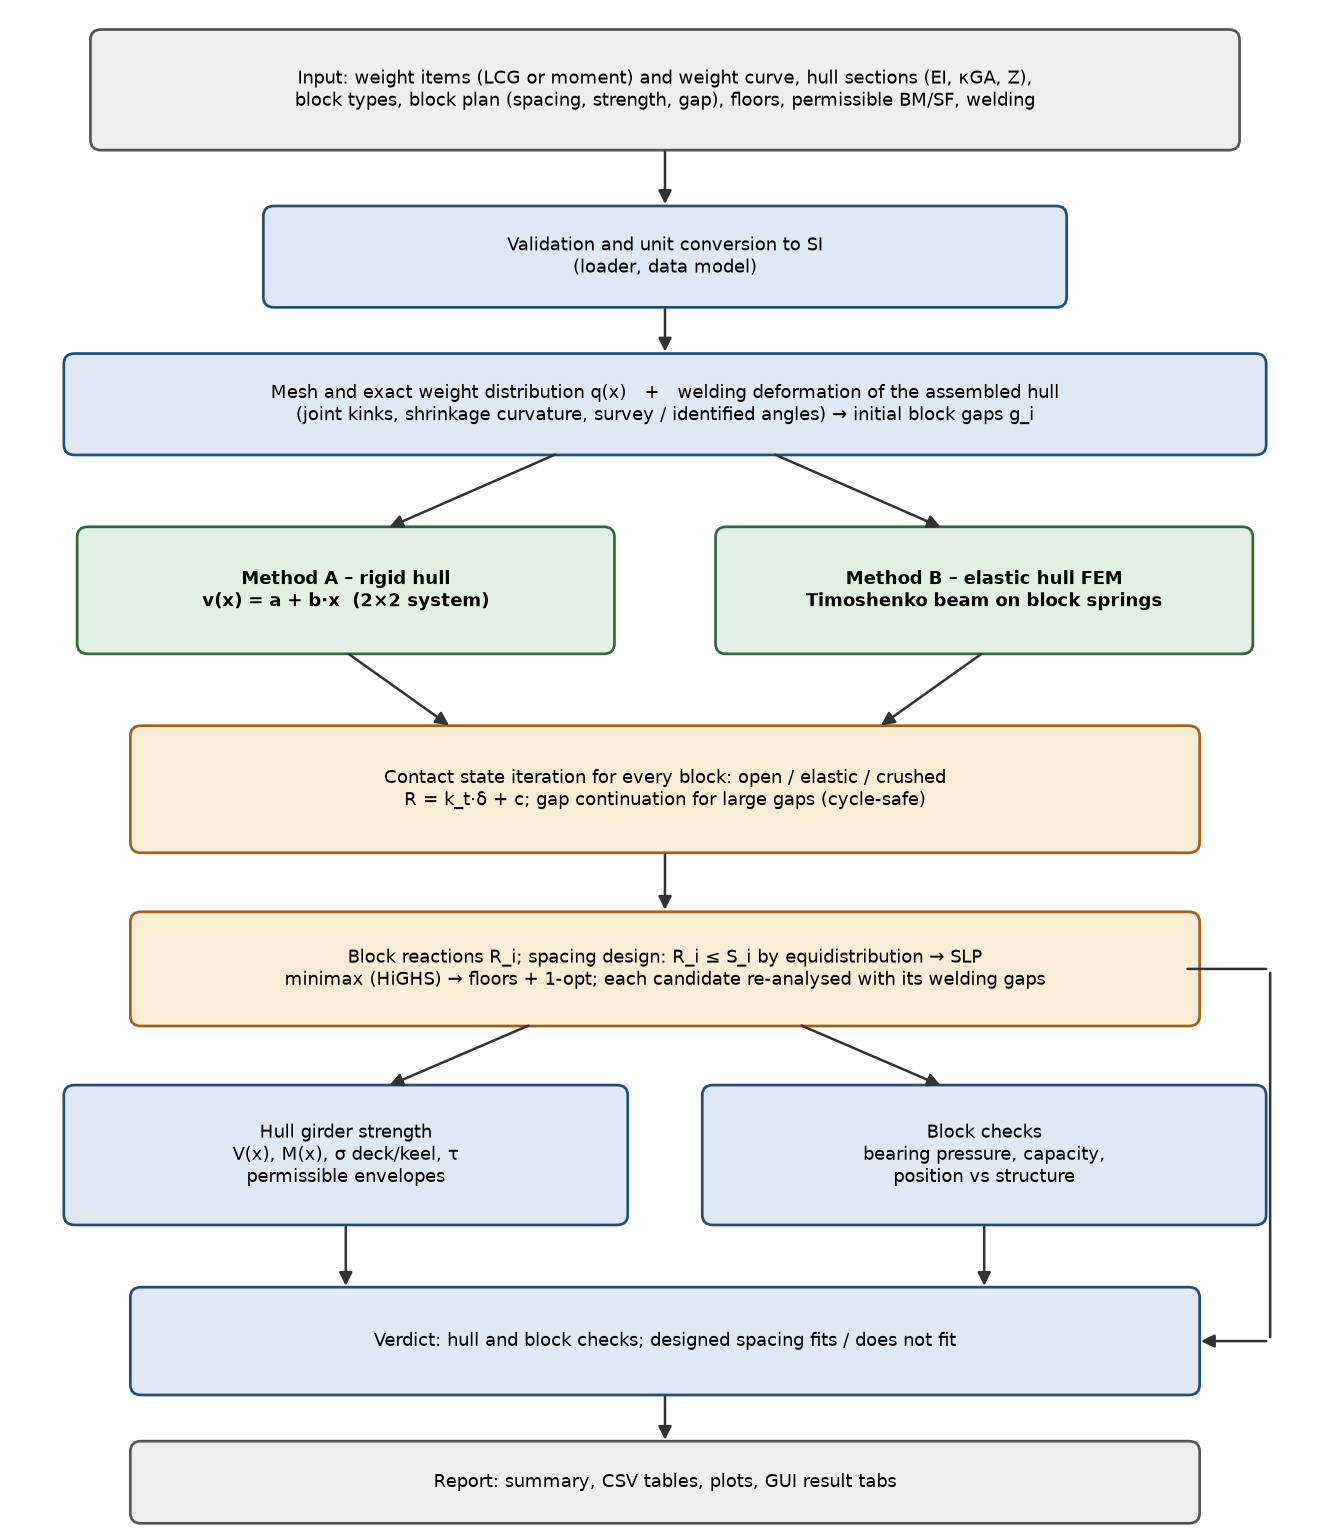 Input: weight items (LCG or moment) and weight curve, hull sections (EI, κGA, Z),
block types, block plan (spacing, strength, gap), floors, permissible BM/SF, welding
Validation and unit conversion to SI
(loader, data model)
Mesh and exact weight distribution q(x) + welding deformation of the assembled hull
(joint kinks, shrinkage curvature, survey / identified angles) → initial block gaps g_i
Method A – rigid hull
v(x) = a + b·x (2×2 system)
Method B – elastic hull FEM
Timoshenko beam on block springs
Contact state iteration for every block: open / elastic / crushed
R = k_t·δ + c; gap continuation for large gaps (cycle-safe)
Block reactions R_i; spacing design: R_i ≤ S_i by equidistribution → SLP
minimax (HiGHS) → floors + 1-opt; each candidate re-analysed with its welding gaps
Hull girder strength
V(x), M(x), σ deck/keel, τ
permissible envelopes
Block checks
bearing pressure, capacity,
position vs structure
Verdict: hull and block checks; designed spacing fits / does not fit
Report: summary, CSV tables, plots, GUI result tabs